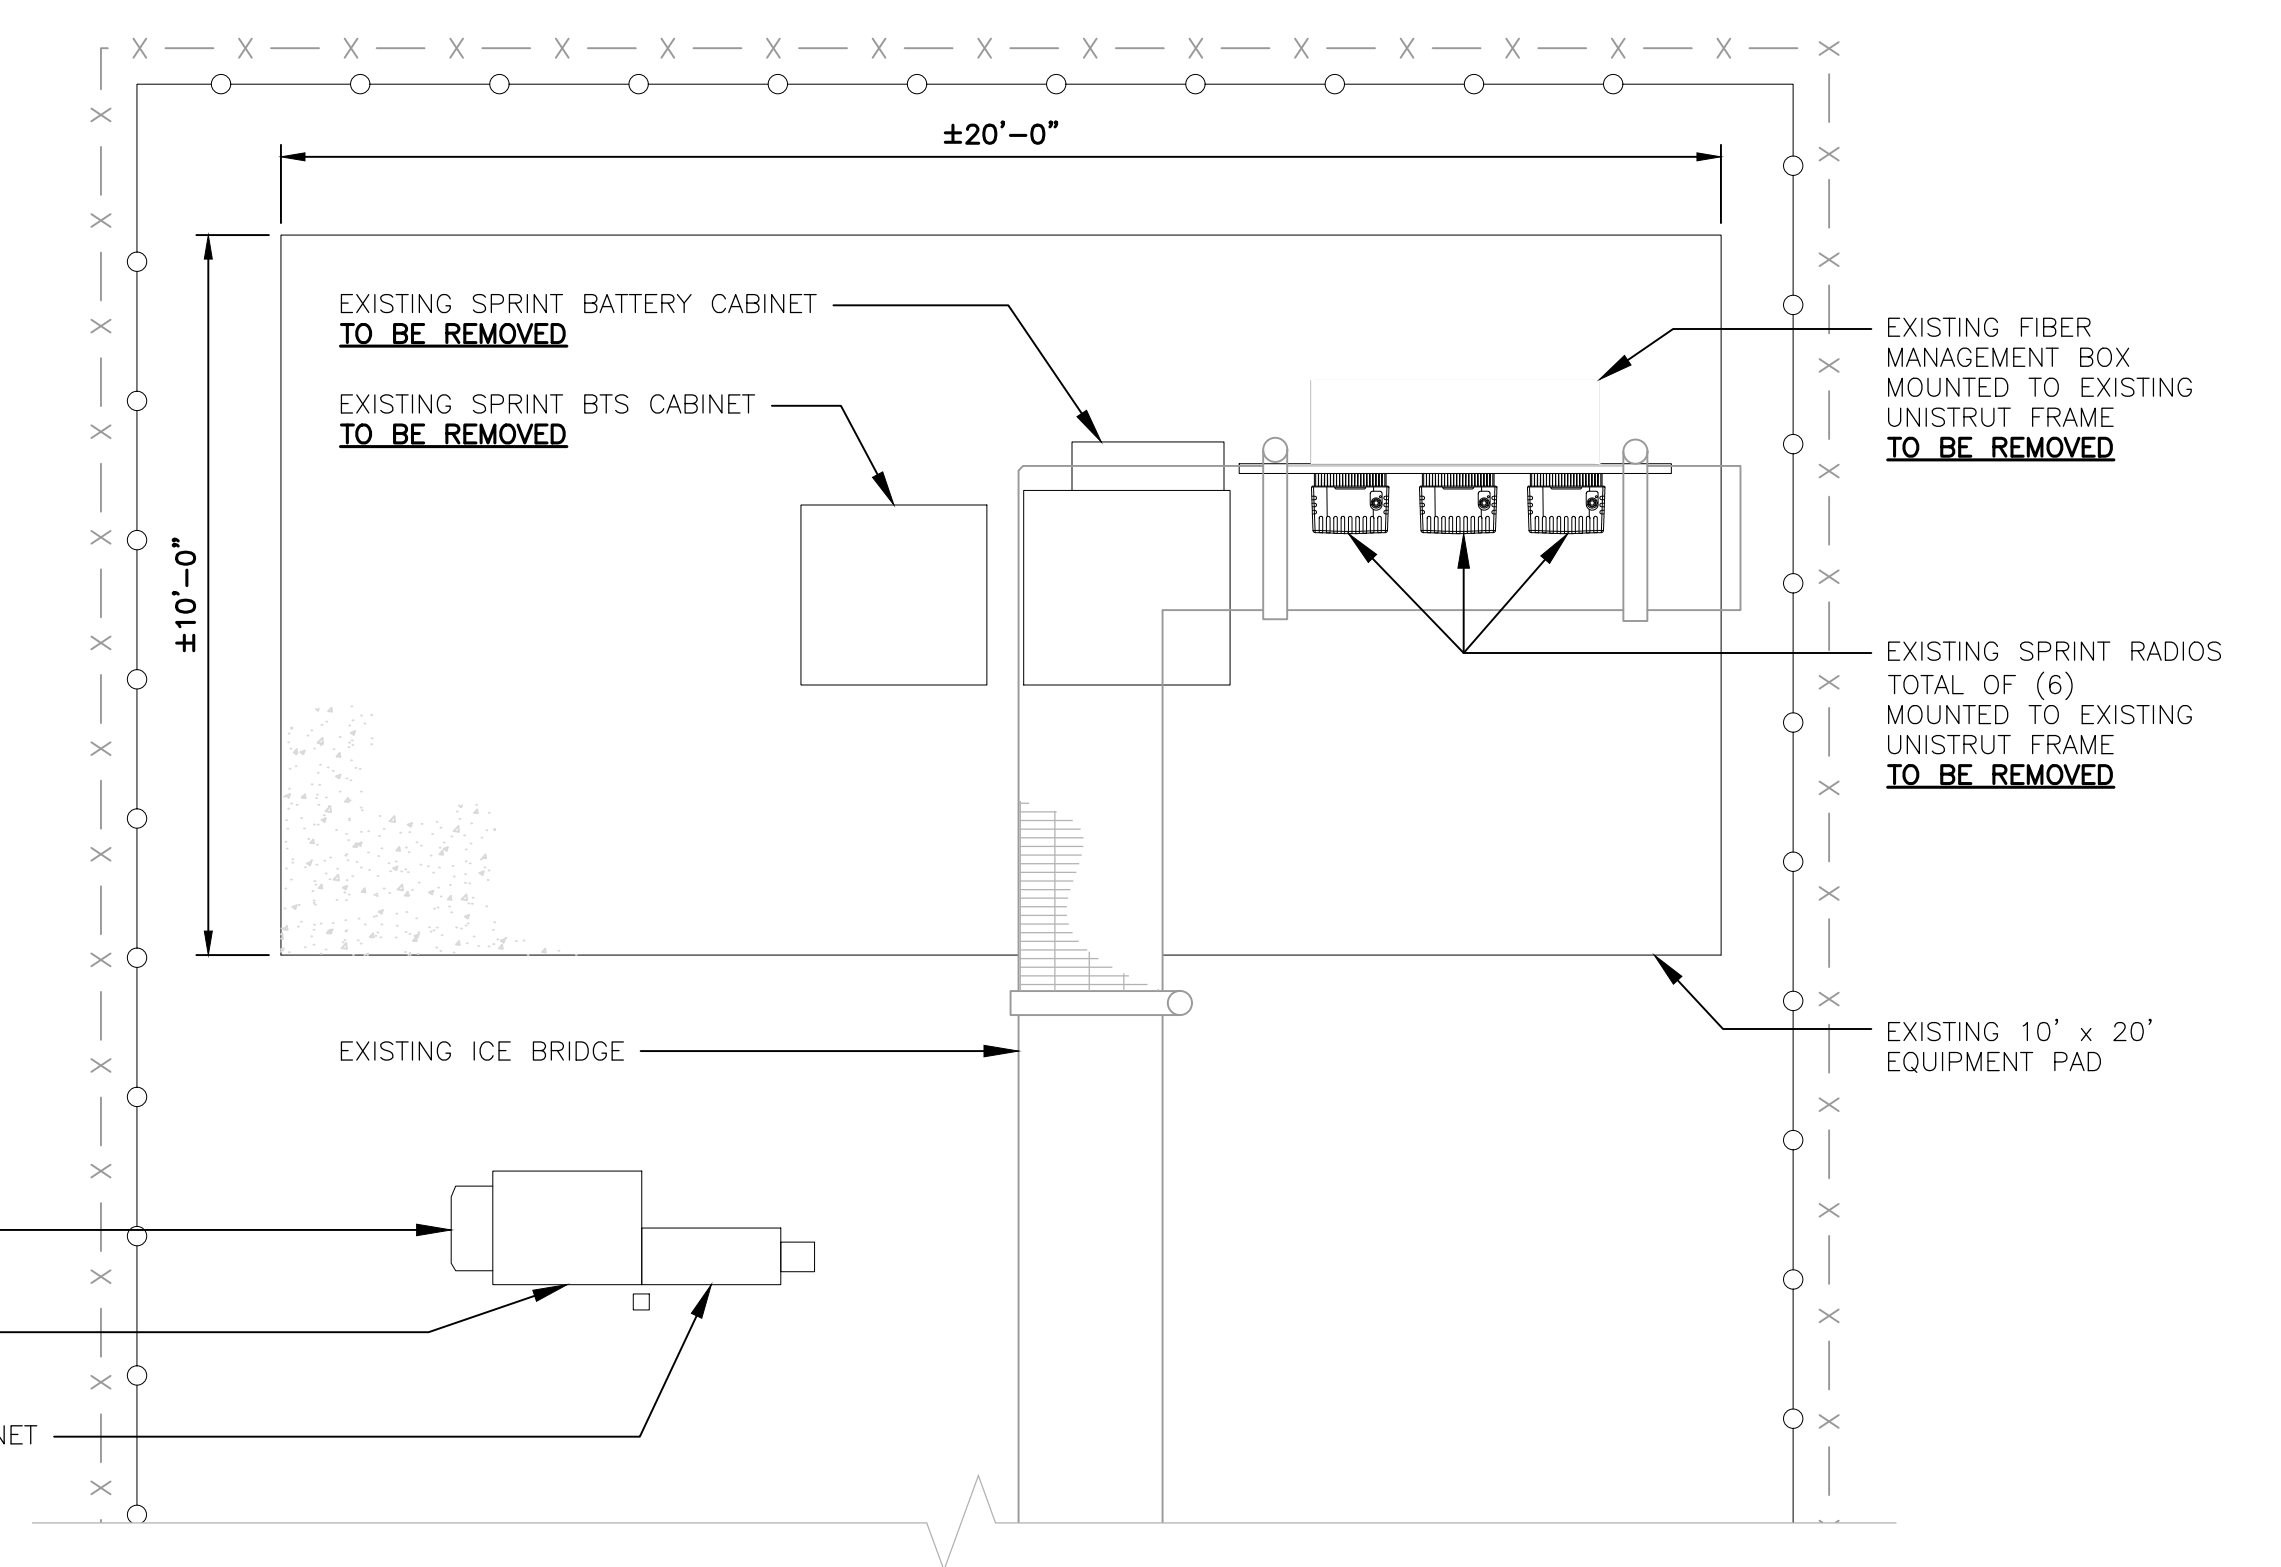 ±20'-0"
EXISTING SPRINT BATTERY CABINET
TO BE REMOVED
EXISTING SPRINT BTS CABINET
TO BE REMOVED
±10'-0"
EXISTING FIBER
MANAGEMENT BOX
MOUNTED TO EXISTING
UNISTRUT FRAME
TO BE REMOVED
EXISTING SPRINT RADIOS
TOTAL OF (6)
MOUNTED TO EXISTING
UNISTRUT FRAME
TO BE REMOVED
EXISTING ICE BRIDGE
EXISTING 10' x 20'
EQUIPMENT PAD